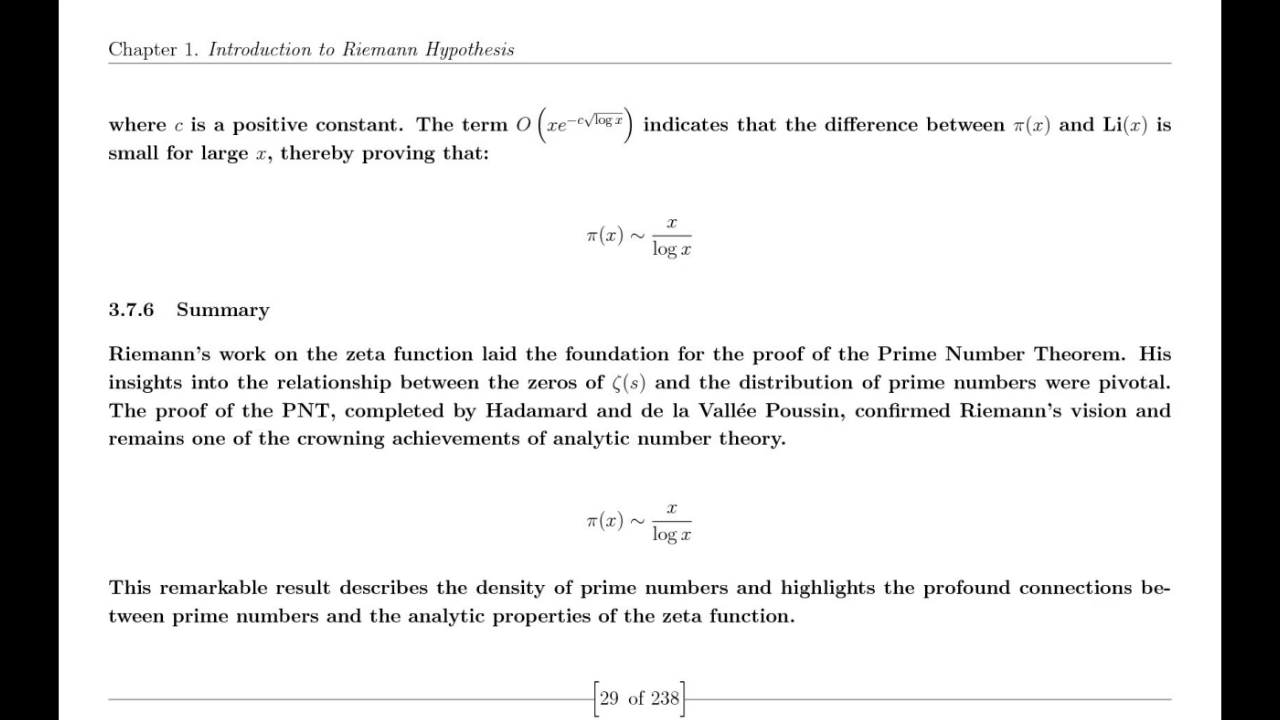 Chapter 1. Introduction to Riemann Hypothesis
where c is a positive constant. The term O(xe^{-c√log x}) indicates that the difference between π(x) and Li(x) is
small for large x, thereby proving that:
π(x) ∼ x / log x
3.7.6 Summary
Riemann's work on the zeta function laid the foundation for the proof of the Prime Number Theorem. His
insights into the relationship between the zeros of ζ(s) and the distribution of prime numbers were pivotal.
The proof of the PNT, completed by Hadamard and de la Vallée Poussin, confirmed Riemann's vision and
remains one of the crowning achievements of analytic number theory.
π(x) ∼ x / log x
This remarkable result describes the density of prime numbers and highlights the profound connections be-
tween prime numbers and the analytic properties of the zeta function.
[29 of 238]